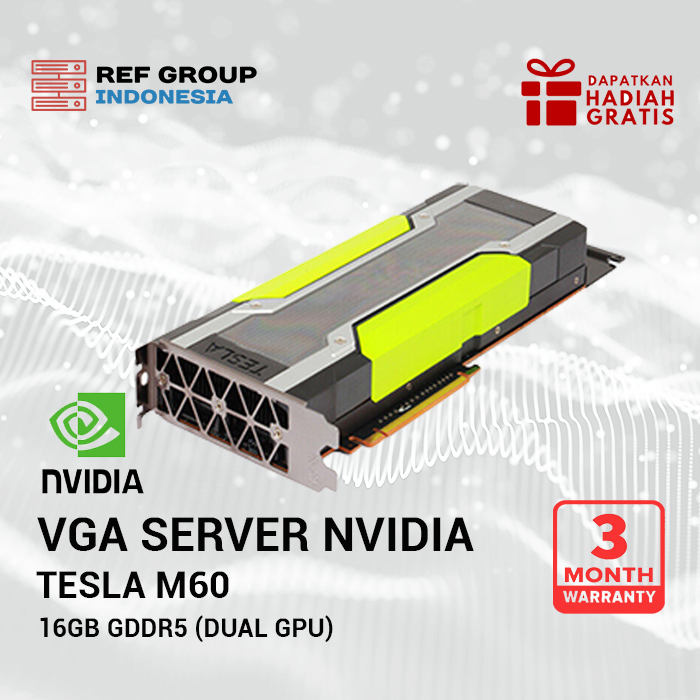 REF GROUP
INDONESIA
DAPATKAN
HADIAH
GRATIS
TESLA
NVIDIA
VGA SERVER NVIDIA
TESLA M60
16GB GDDR5 (DUAL GPU)
3
MONTH
WARRANTY